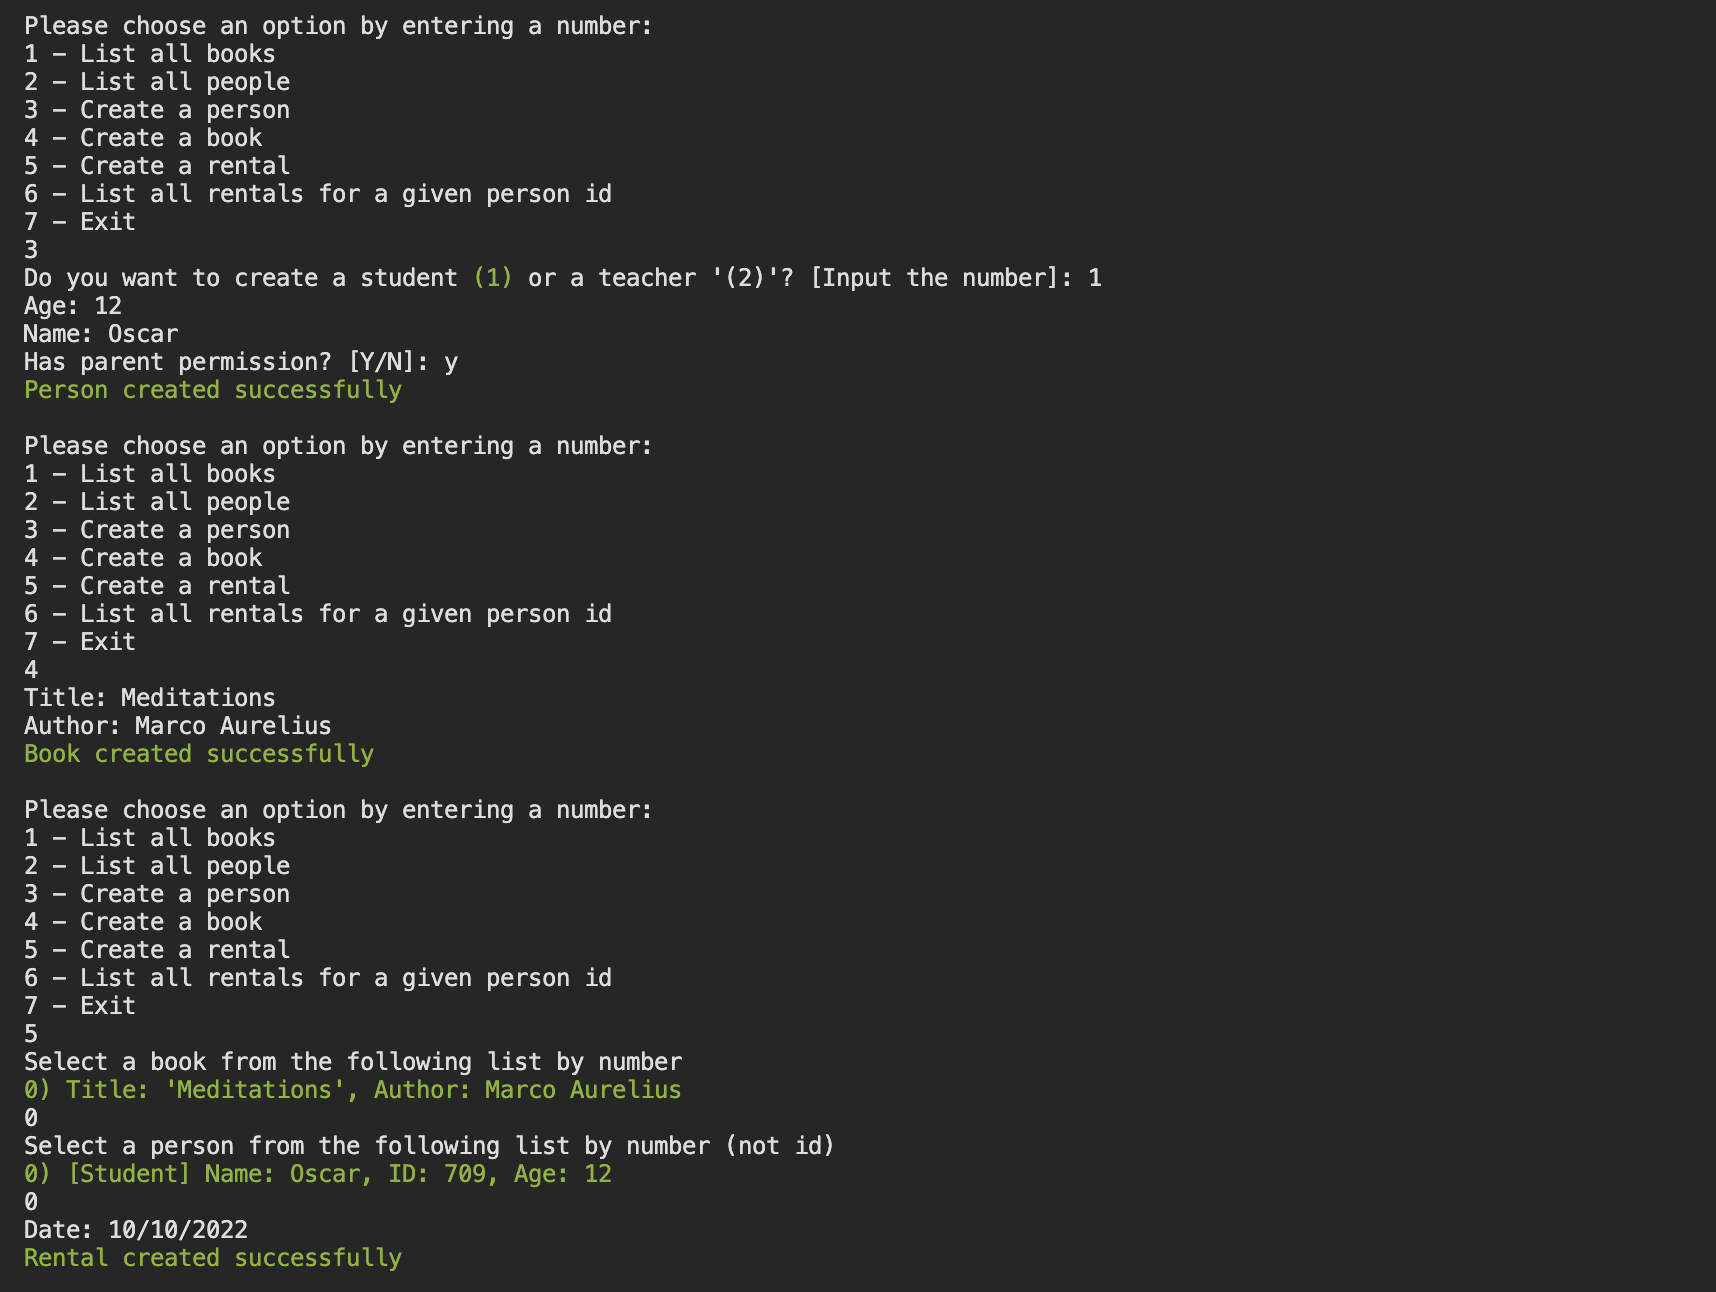 Please choose an option by entering a number:
1 – List all books
2 – List all people
3 – Create a person
4 – Create a book
5 – Create a rental
6 – List all rentals for a given person id
7 – Exit
3
Do you want to create a student (1) or a teacher '(2)'? [Input the number]: 1
Age: 12
Name: Oscar
Has parent permission? [Y/N]: y
Person created successfully
Please choose an option by entering a number:
1 – List all books
2 – List all people
3 – Create a person
4 – Create a book
5 – Create a rental
6 – List all rentals for a given person id
7 – Exit
4
Title: Meditations
Author: Marco Aurelius
Book created successfully
Please choose an option by entering a number:
1 – List all books
2 – List all people
3 – Create a person
4 – Create a book
5 – Create a rental
6 – List all rentals for a given person id
7 – Exit
5
Select a book from the following list by number
0) Title: 'Meditations', Author: Marco Aurelius
0
Select a person from the following list by number (not id)
0) [Student] Name: Oscar, ID: 709, Age: 12
0
Date: 10/10/2022
Rental created successfully